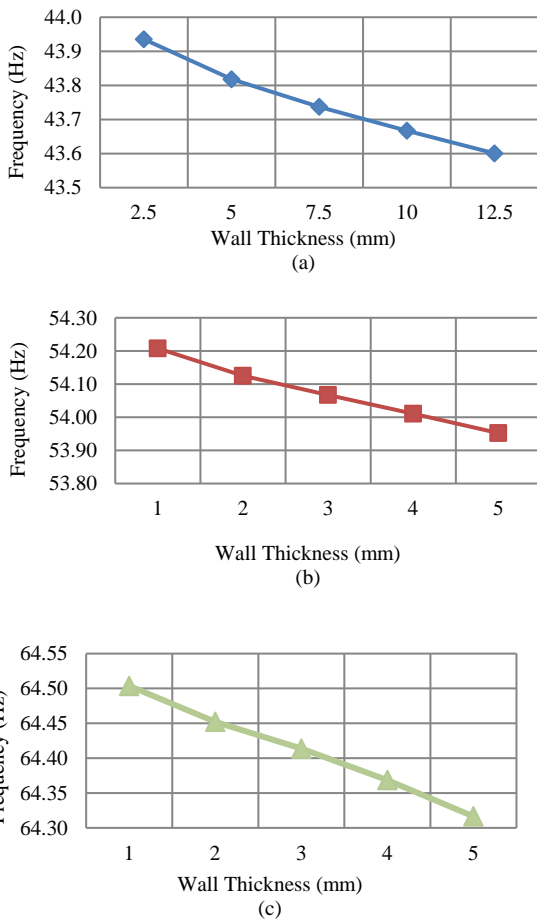 44.0
43.9
43.8
43.7
43.6
43.5
Frequency (Hz)
2.5 5 7.5 10 12.5
Wall Thickness (mm)
(a)
54.30
54.20
54.10
54.00
53.90
53.80
Frequency (Hz)
1 2 3 4 5
Wall Thickness (mm)
(b)
64.55
64.50
64.45
64.40
64.35
64.30
Frequency (Hz)
1 2 3 4 5
Wall Thickness (mm)
(c)